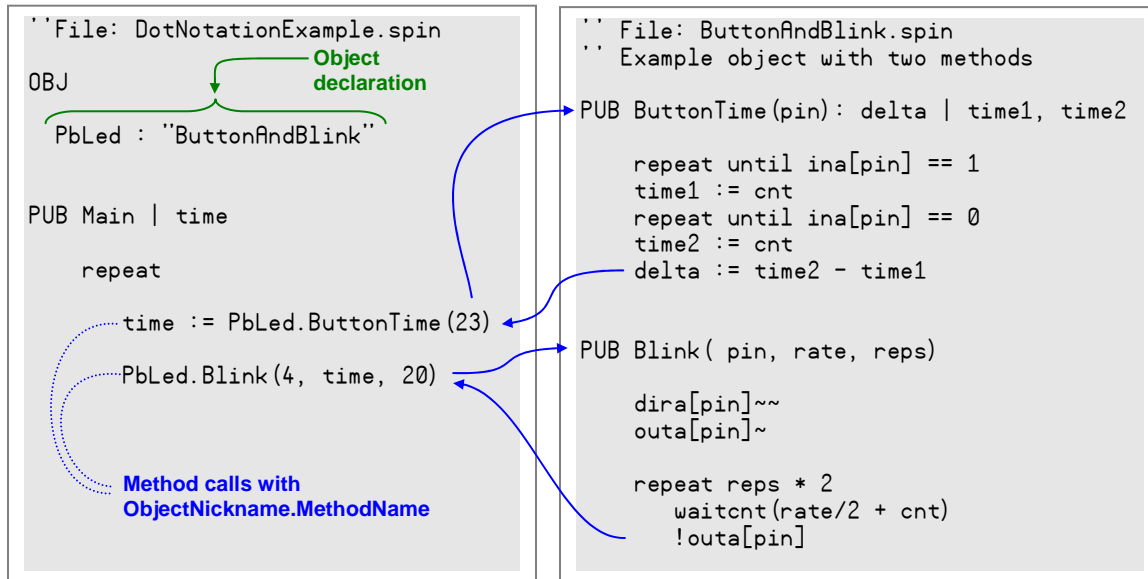 ''File: DotNotationExample.spin
Object
declaration
OBJ
PbLed : "ButtonAndBlink"
PUB Main | time
repeat
time := PbLed.ButtonTime(23)
PbLed.Blink(4, time, 20)
Method calls with
ObjectNickname.MethodName
'' File: ButtonAndBlink.spin
'' Example object with two methods
PUB ButtonTime(pin): delta | time1, time2
repeat until ina[pin] == 1
time1 := cnt
repeat until ina[pin] == 0
time2 := cnt
delta := time2 - time1
PUB Blink( pin, rate, reps)
dira[pin]~~
outa[pin]~
repeat reps * 2
waitcnt(rate/2 + cnt)
!outa[pin]